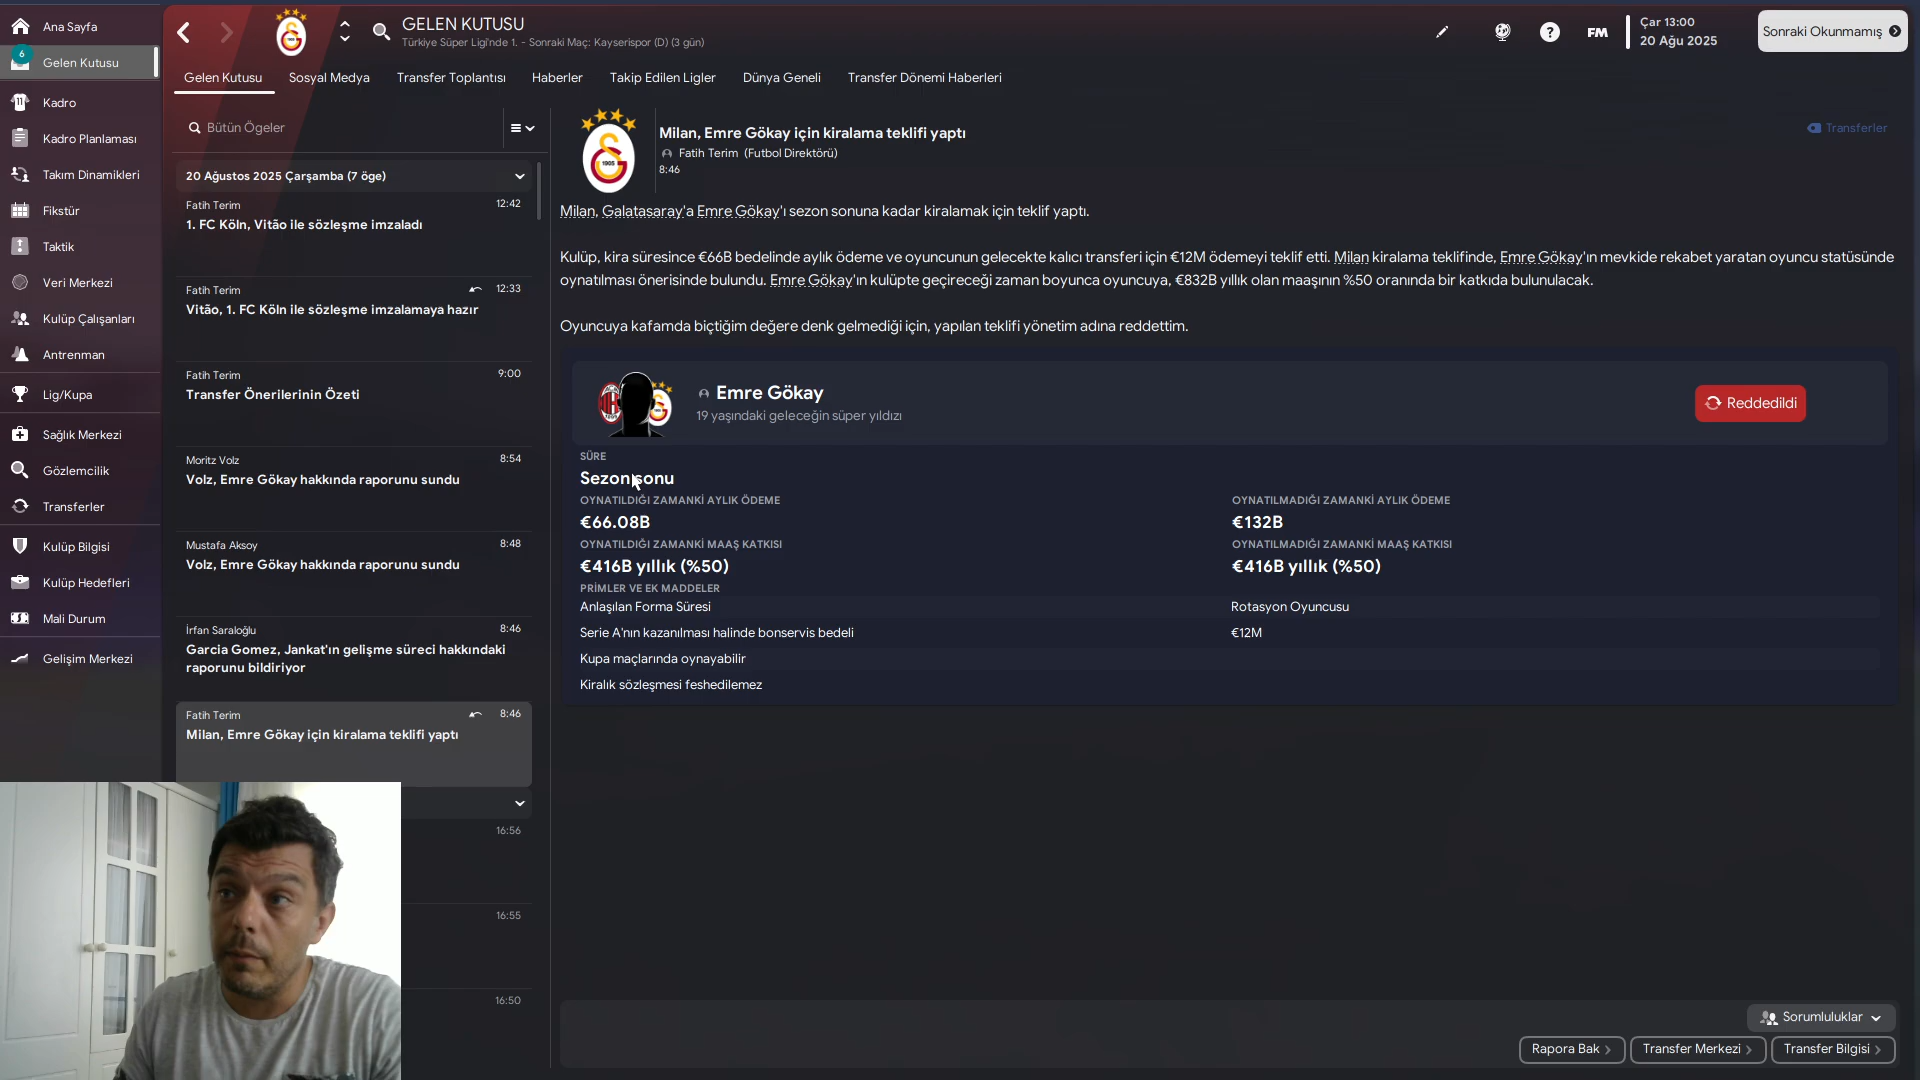 Ana Sayfa
6
Gelen Kutusu
Kadro
Kadro Planlaması
Takım Dinamikleri
Fikstür
Taktik
Veri Merkezi
Kulüp Çalışanları
Antrenman
Lig/Kupa
Sağlık Merkezi
Gözlemcilik
Transferler
Kulüp Bilgisi
Kulüp Hedefleri
Mali Durum
Gelişim Merkezi
GELEN KUTUSU
Türkiye Süper Ligi'nde 1. - Sonraki Maç: Kayserispor (D) (3 gün)
FM
Çar 13:00
20 Ağu 2025
Sonraki Okunmamış
Gelen Kutusu
Sosyal Medya
Transfer Toplantısı
Haberler
Takip Edilen Ligler
Dünya Geneli
Transfer Dönemi Haberleri
Bütün Ögeler
20 Ağustos 2025 Çarşamba (7 öge)
Fatih Terim 12:42
1. FC Köln, Vitão ile sözleşme imzaladı
Fatih Terim 12:33
Vitão, 1. FC Köln ile sözleşme imzalamaya hazır
Fatih Terim 9:00
Transfer Önerilerinin Özeti
Moritz Volz 8:54
Volz, Emre Gökay hakkında raporunu sundu
Mustafa Aksoy 8:48
Volz, Emre Gökay hakkında raporunu sundu
İrfan Saraloğlu 8:46
Garcia Gomez, Jankat'ın gelişme süreci hakkındaki
raporunu bildiriyor
Fatih Terim 8:46
Milan, Emre Gökay için kiralama teklifi yaptı
16:56
16:55
16:50
1905
Milan, Emre Gökay için kiralama teklifi yaptı
Fatih Terim (Futbol Direktörü)
8:46
Transferler
Milan, Galatasaray'a Emre Gökay'ı sezon sonuna kadar kiralamak için teklif yaptı.
Kulüp, kira süresince €66B bedelinde aylık ödeme ve oyuncunun gelecekte kalıcı transferi için €12M ödemeyi teklif etti. Milan kiralama teklifinde, Emre Gökay'ın mevkide rekabet yaratan oyuncu statüsünde
oynatılması önerisinde bulundu. Emre Gökay'ın kulüpte geçireceği zaman boyunca oyuncuya, €832B yıllık olan maaşının %50 oranında bir katkıda bulunulacak.
Oyuncuya kafamda biçtiğim değere denk gelmediği için, yapılan teklifi yönetim adına reddettim.
Emre Gökay
19 yaşındaki geleceğin süper yıldızı
Reddedildi
SÜRE
Sezon sonu
OYNATILDIĞI ZAMANKİ AYLIK ÖDEME
OYNATILMADIĞI ZAMANKİ AYLIK ÖDEME
€66.08B
€132B
OYNATILDIĞI ZAMANKİ MAAŞ KATKISI
OYNATILMADIĞI ZAMANKİ MAAŞ KATKISI
€416B yıllık (%50)
€416B yıllık (%50)
PRİMLER VE EK MADDELER
Anlaşılan Forma Süresi
Rotasyon Oyuncusu
Serie A'nın kazanılması halinde bonservis bedeli
€12M
Kupa maçlarında oynayabilir
Kiralık sözleşmesi feshedilemez
Sorumluluklar
Rapora Bak
Transfer Merkezi
Transfer Bilgisi